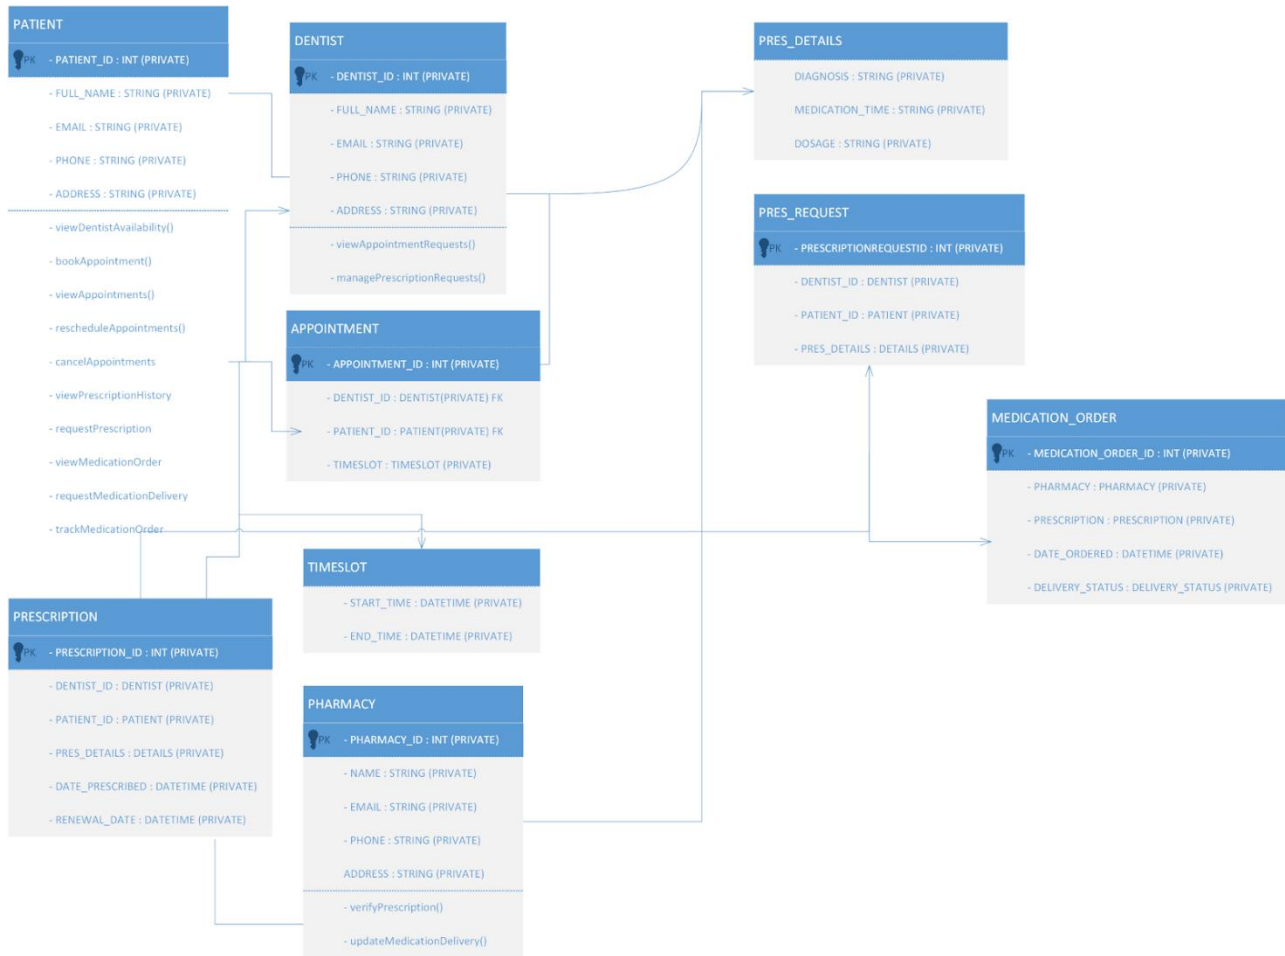 PATIENT
PK - PATIENT_ID : INT (PRIVATE)
- FULL_NAME : STRING (PRIVATE)
- EMAIL : STRING (PRIVATE)
- PHONE : STRING (PRIVATE)
- ADDRESS : STRING (PRIVATE)
- viewDentistAvailability()
- bookAppointment()
- viewAppointments()
- rescheduleAppointments()
- cancelAppointments
- viewPrescriptionHistory
- requestPrescription
- viewMedicationOrder
- requestMedicationDelivery
- trackMedicationOrder
DENTIST
PK - DENTIST_ID : INT (PRIVATE)
- FULL_NAME : STRING (PRIVATE)
- EMAIL : STRING (PRIVATE)
- PHONE : STRING (PRIVATE)
- ADDRESS : STRING (PRIVATE)
- viewAppointmentRequests()
- managePrescriptionRequests()
PRES_DETAILS
DIAGNOSIS : STRING (PRIVATE)
MEDICATION_TIME : STRING (PRIVATE)
DOSAGE : STRING (PRIVATE)
PRES_REQUEST
PK - PRESCRIPTIONREQUESTID : INT (PRIVATE)
- DENTIST_ID : DENTIST (PRIVATE)
- PATIENT_ID : PATIENT (PRIVATE)
- PRES_DETAILS : DETAILS (PRIVATE)
APPOINTMENT
PK - APPOINTMENT_ID : INT (PRIVATE)
- DENTIST_ID : DENTIST(PRIVATE) FK
- PATIENT_ID : PATIENT(PRIVATE) FK
- TIMESLOT : TIMESLOT (PRIVATE)
MEDICATION_ORDER
PK - MEDICATION_ORDER_ID : INT (PRIVATE)
- PHARMACY : PHARMACY (PRIVATE)
- PRESCRIPTION : PRESCRIPTION (PRIVATE)
- DATE_ORDERED : DATETIME (PRIVATE)
- DELIVERY_STATUS : DELIVERY_STATUS (PRIVATE)
TIMESLOT
- START_TIME : DATETIME (PRIVATE)
- END_TIME : DATETIME (PRIVATE)
PRESCRIPTION
PK - PRESCRIPTION_ID : INT (PRIVATE)
- DENTIST_ID : DENTIST (PRIVATE)
- PATIENT_ID : PATIENT (PRIVATE)
- PRES_DETAILS : DETAILS (PRIVATE)
- DATE_PRESCRIBED : DATETIME (PRIVATE)
- RENEWAL_DATE : DATETIME (PRIVATE)
PHARMACY
PK - PHARMACY_ID : INT (PRIVATE)
- NAME : STRING (PRIVATE)
- EMAIL : STRING (PRIVATE)
- PHONE : STRING (PRIVATE)
ADDRESS : STRING (PRIVATE)
- verifyPrescription()
- updateMedicationDelivery()